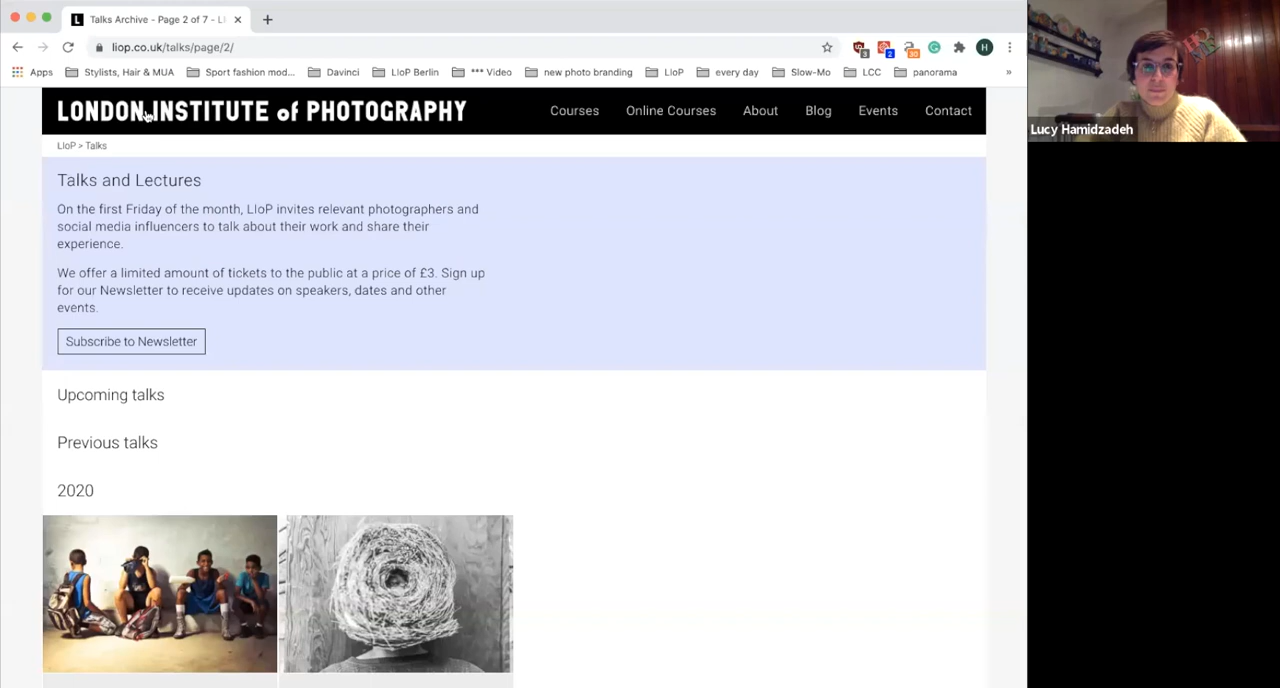 Talks Archive - Page 2 of 7 - LI
liop.co.uk/talks/page/2/
Apps
Stylists, Hair & MUA
Sport fashion mod...
Davinci
LIoP Berlin
*** Video
new photo branding
LIoP
every day
Slow-Mo
LCC
panorama
»
LONDON INSTITUTE of PHOTOGRAPHY
Courses
Online Courses
About
Blog
Events
Contact
LIoP > Talks
Talks and Lectures
On the first Friday of the month, LIoP invites relevant photographers and
social media influencers to talk about their work and share their
experience.
We offer a limited amount of tickets to the public at a price of £3. Sign up
for our Newsletter to receive updates on speakers, dates and other
events.
Subscribe to Newsletter
Upcoming talks
Previous talks
2020
Lucy Hamidzadeh